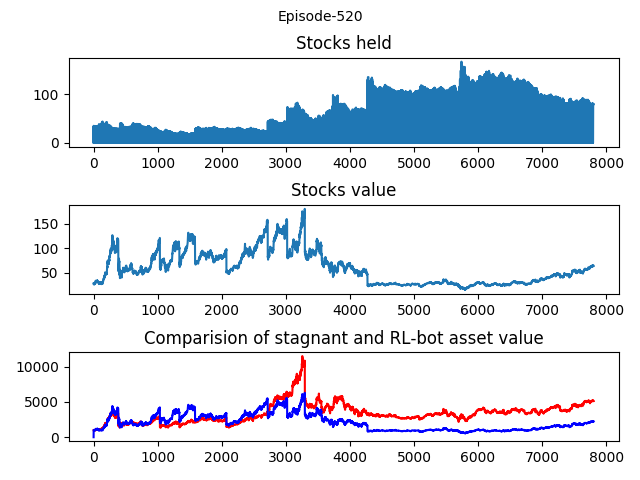 Episode-520
Stocks held
100
0
0 1000 2000 3000 4000 5000 6000 7000 8000
Stocks value
150
100
50
0 1000 2000 3000 4000 5000 6000 7000 8000
Comparision of stagnant and RL-bot asset value
10000
5000
0
0 1000 2000 3000 4000 5000 6000 7000 8000